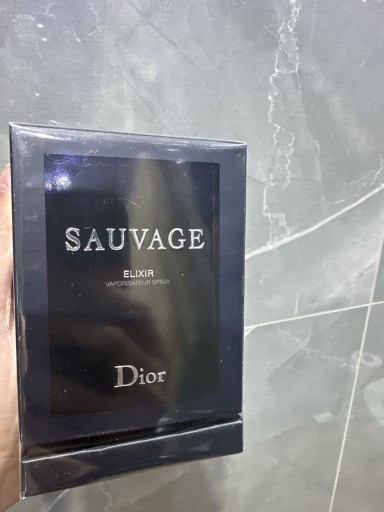 SAUVAGE
ELIXIR
VAPORISATEUR SPRAY
Dior